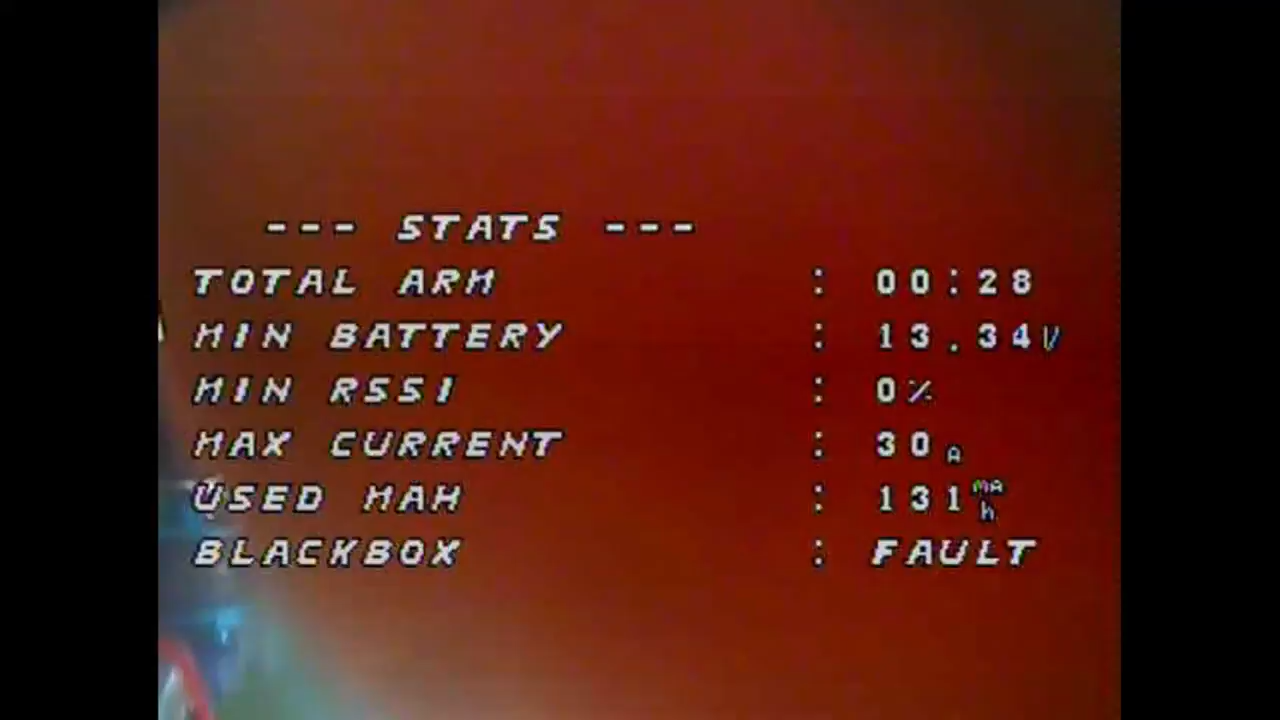 --- STATS ---
TOTAL ARM : 00:28
MIN BATTERY : 13.34V
MIN RSSI : 0%
MAX CURRENT : 30A
USED MAH : 131mAh
BLACKBOX : FAULT